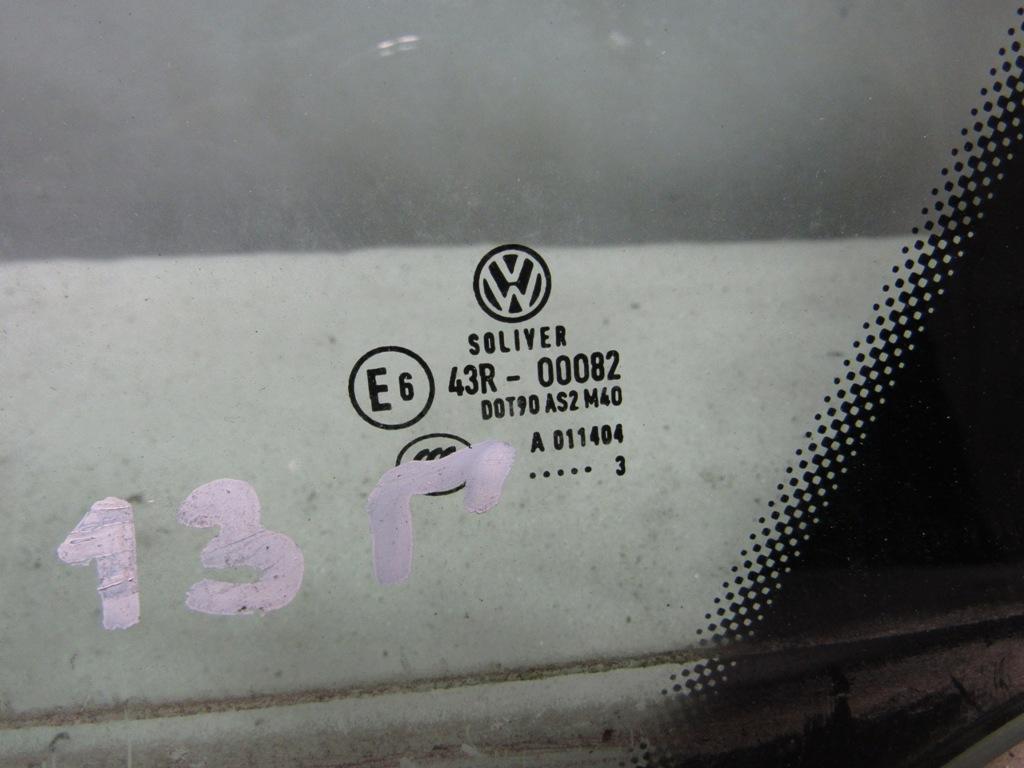 SOLIVER
E6 43R - 00082
DOT90 AS2 M40
A 011404
..... 3
13 г